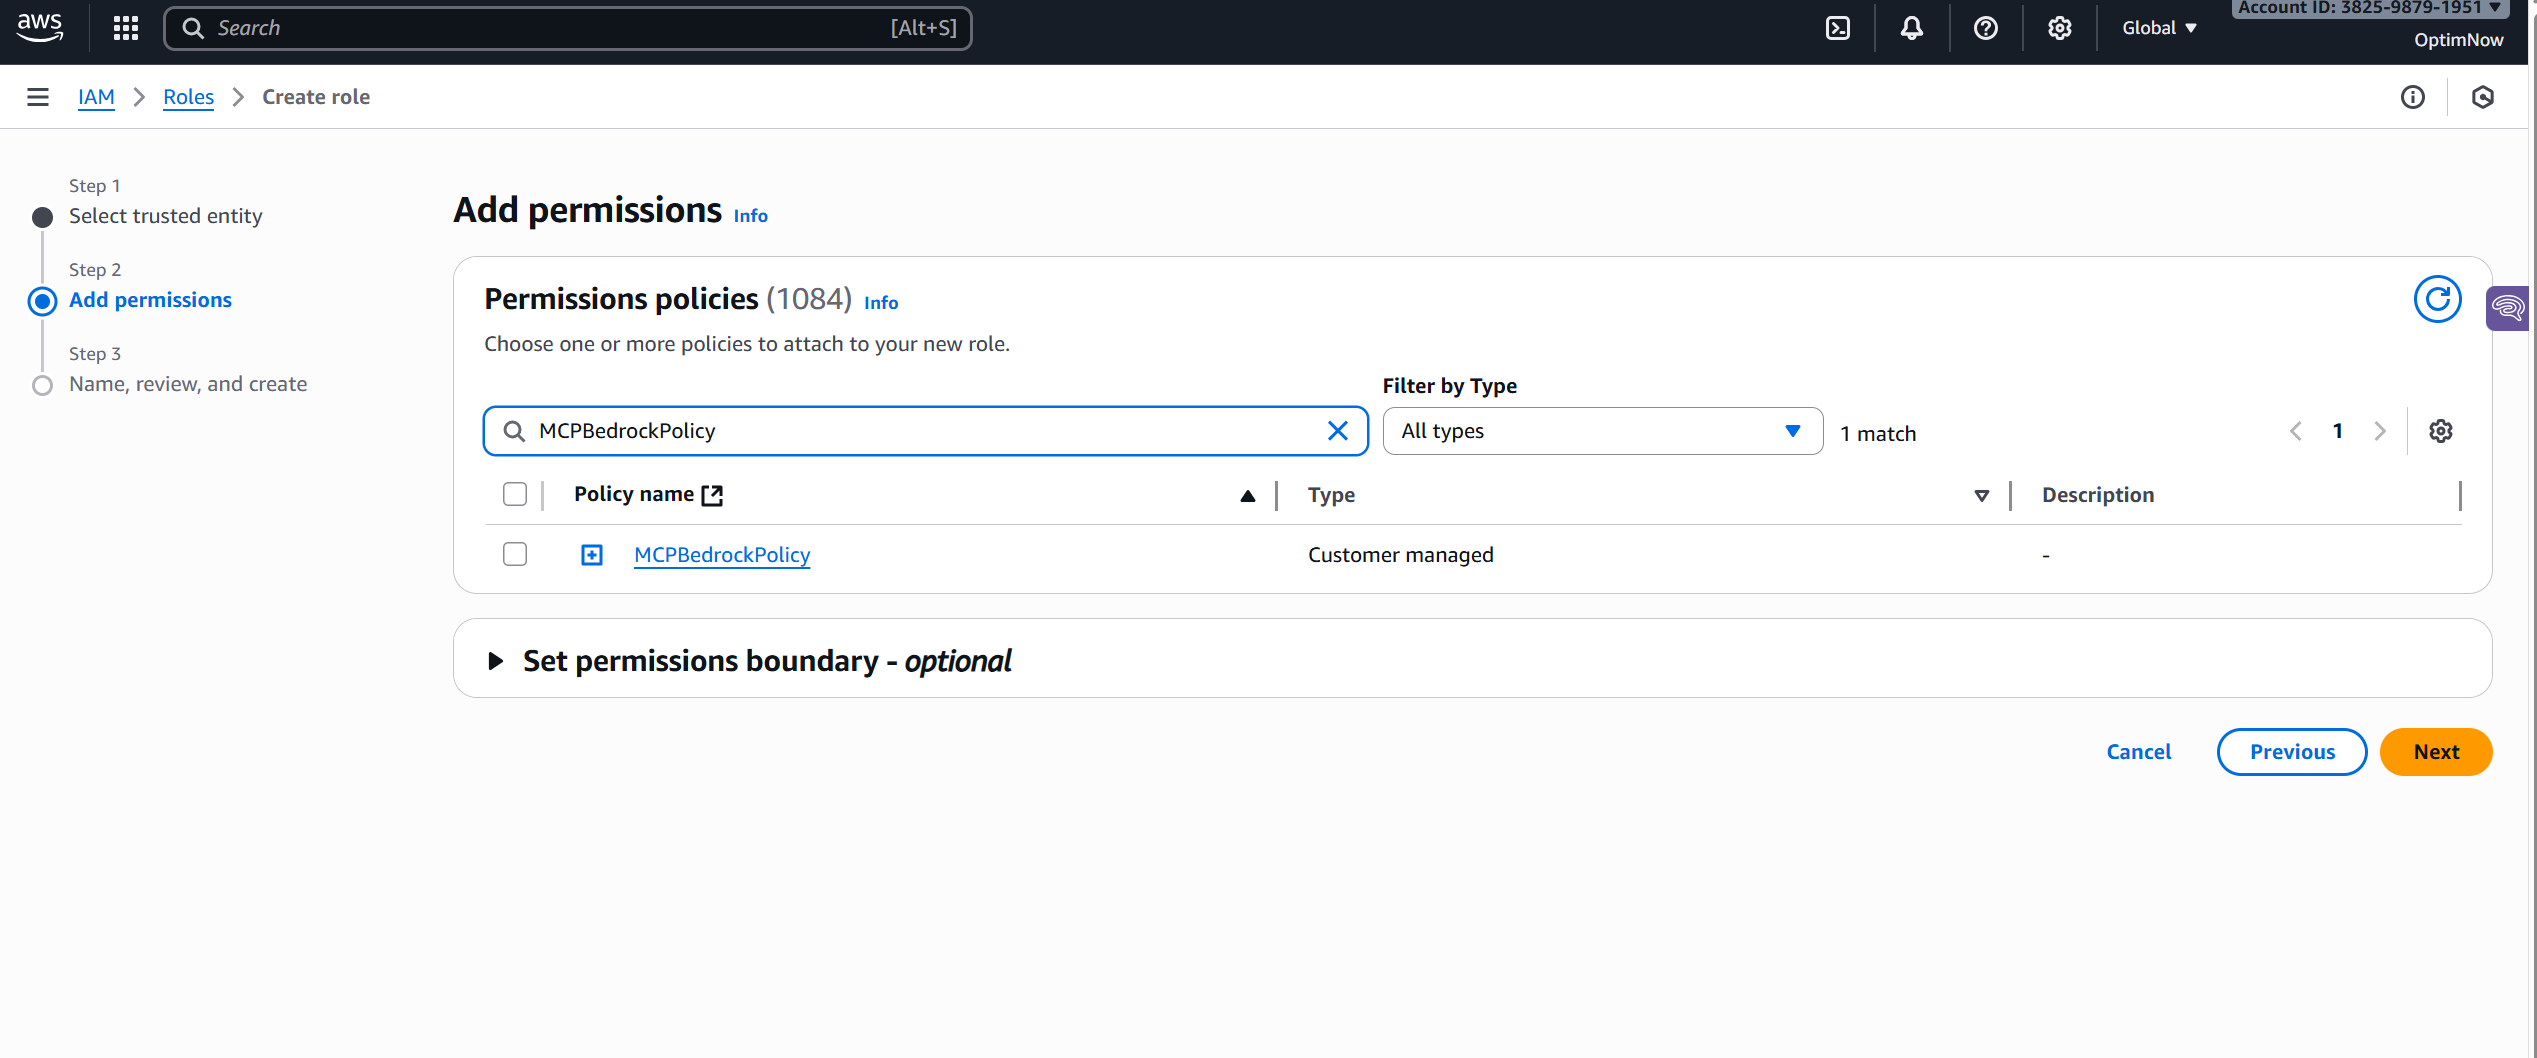 aws
Search [Alt+S]
Global
Account ID: 3825-9879-1951
OptimNow
IAM Roles Create role
Step 1
Select trusted entity
Step 2
Add permissions
Step 3
Name, review, and create
Add permissions Info
Permissions policies (1084) Info
Choose one or more policies to attach to your new role.
Filter by Type
MCPBedrockPolicy
All types
1 match
1
Policy name Type Description
MCPBedrockPolicy Customer managed -
Set permissions boundary - optional
Cancel Previous Next